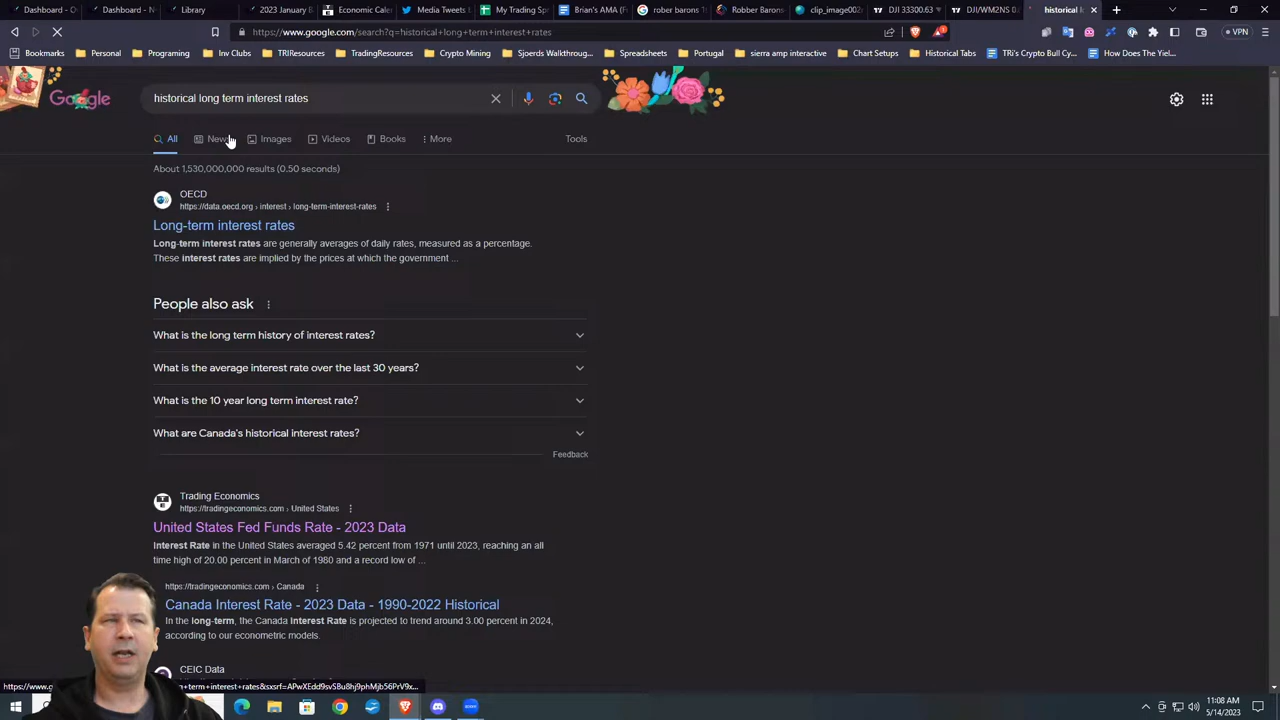 Dashboard - O
Dashboard - N
Library
2023 January B
Economic Cale
Media Tweets
My Trading Sp
Brian's AMA (
rober barons 1
Robber Barons
clip_image002
DJI 33300.63
DJI/WM2NS 0.
historical l
https://www.google.com/search?q=historical+long+term+interest+rates
VPN
Bookmarks
Personal
Programing
Inv Clubs
TRIResources
TradingResources
Crypto Mining
Sjoerds Walkthroug...
Spreadsheets
Portugal
sierra amp interactive
Chart Setups
Historical Tabs
TRi's Crypto Bull Cy...
How Does The Yiel...
Google
historical long term interest rates
All
News
Images
Videos
Books
More
Tools
About 1,530,000,000 results (0.50 seconds)
OECD
https://data.oecd.org › interest › long-term-interest-rates
Long-term interest rates
Long-term interest rates are generally averages of daily rates, measured as a percentage.
These interest rates are implied by the prices at which the government ...
People also ask
What is the long term history of interest rates?
What is the average interest rate over the last 30 years?
What is the 10 year long term interest rate?
What are Canada's historical interest rates?
Feedback
Trading Economics
https://tradingeconomics.com › United States
United States Fed Funds Rate - 2023 Data
Interest Rate in the United States averaged 5.42 percent from 1971 until 2023, reaching an all
time high of 20.00 percent in March of 1980 and a record low of ...
https://tradingeconomics.com › Canada
Canada Interest Rate - 2023 Data - 1990-2022 Historical
In the long-term, the Canada Interest Rate is projected to trend around 3.00 percent in 2024,
according to our econometric models.
CEIC Data
11:08 AM
5/14/2023